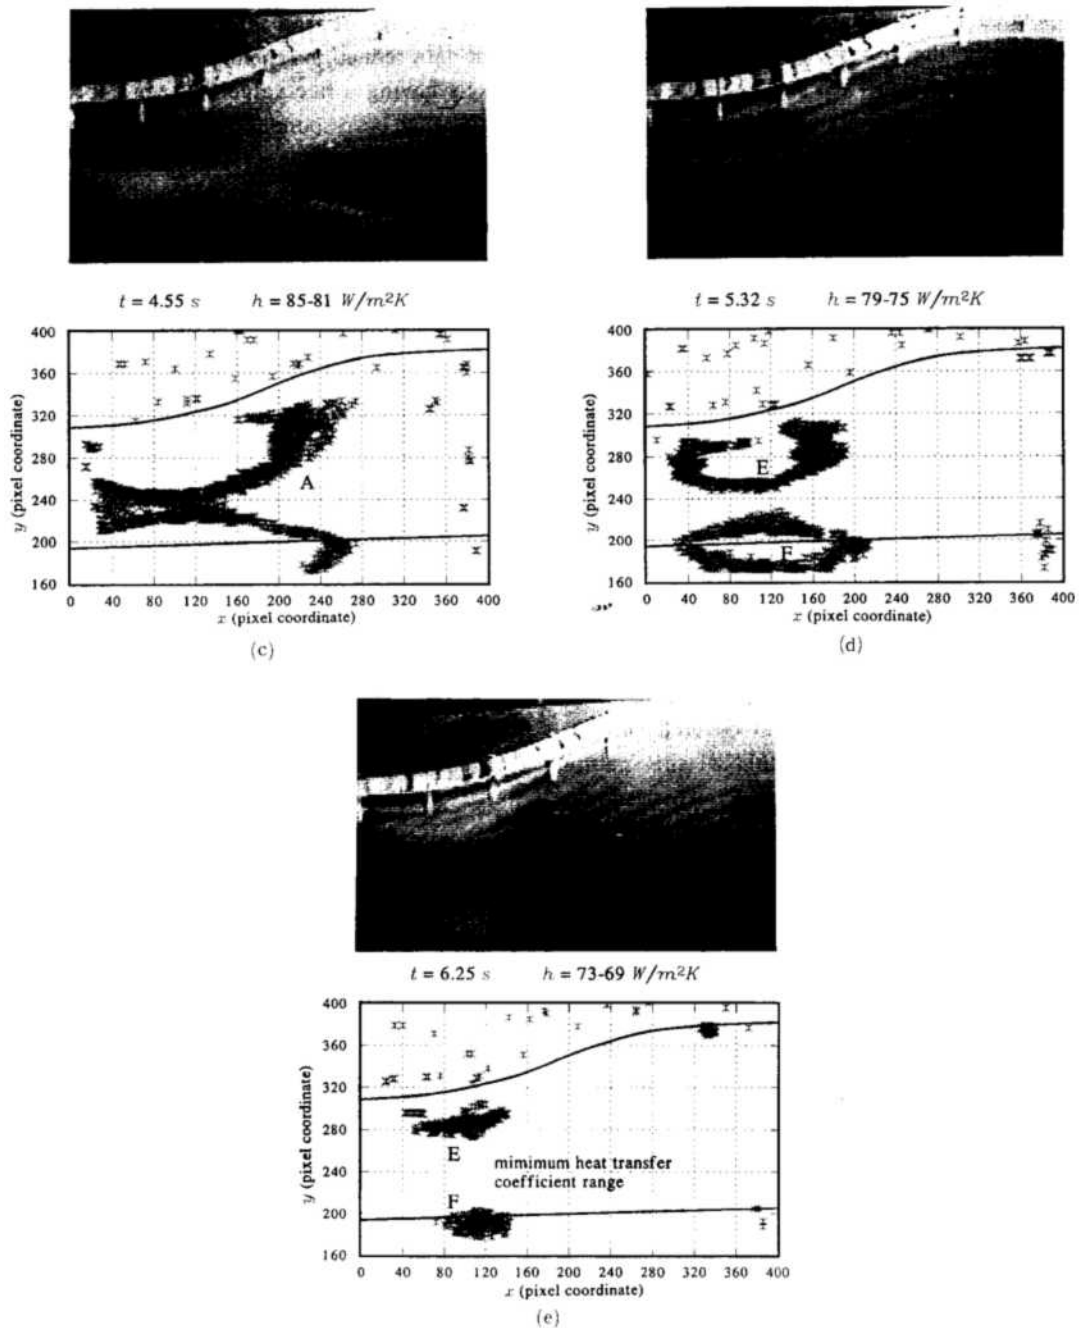 t = 4.55 s h = 85-81 W/m²K
t = 5.32 s h = 79-75 W/m²K
400
360
320
280
240
200
160
y (pixel coordinate)
A
0 40 80 120 160 200 240 280 320 360 400
x (pixel coordinate)
(c)
400
360
310
280
240
200
160
y (pixel coordinate)
E
F
0 40 80 120 160 200 240 280 320 360 400
x (pixel coordinate)
(d)
t = 6.25 s h = 73-69 W/m²K
400
360
320
280
240
200
160
y (pixel coordinate)
E
mimimum heat transfer
coefficient range
F
0 40 80 120 160 200 240 280 320 360 400
x (pixel coordinate)
(e)